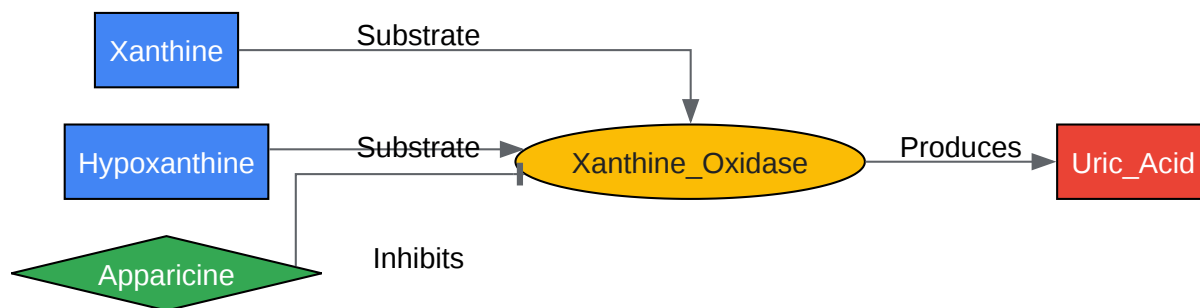 Xanthine
Substrate
Hypoxanthine
Substrate
Xanthine_Oxidase
Produces
Uric_Acid
Apparicine
Inhibits